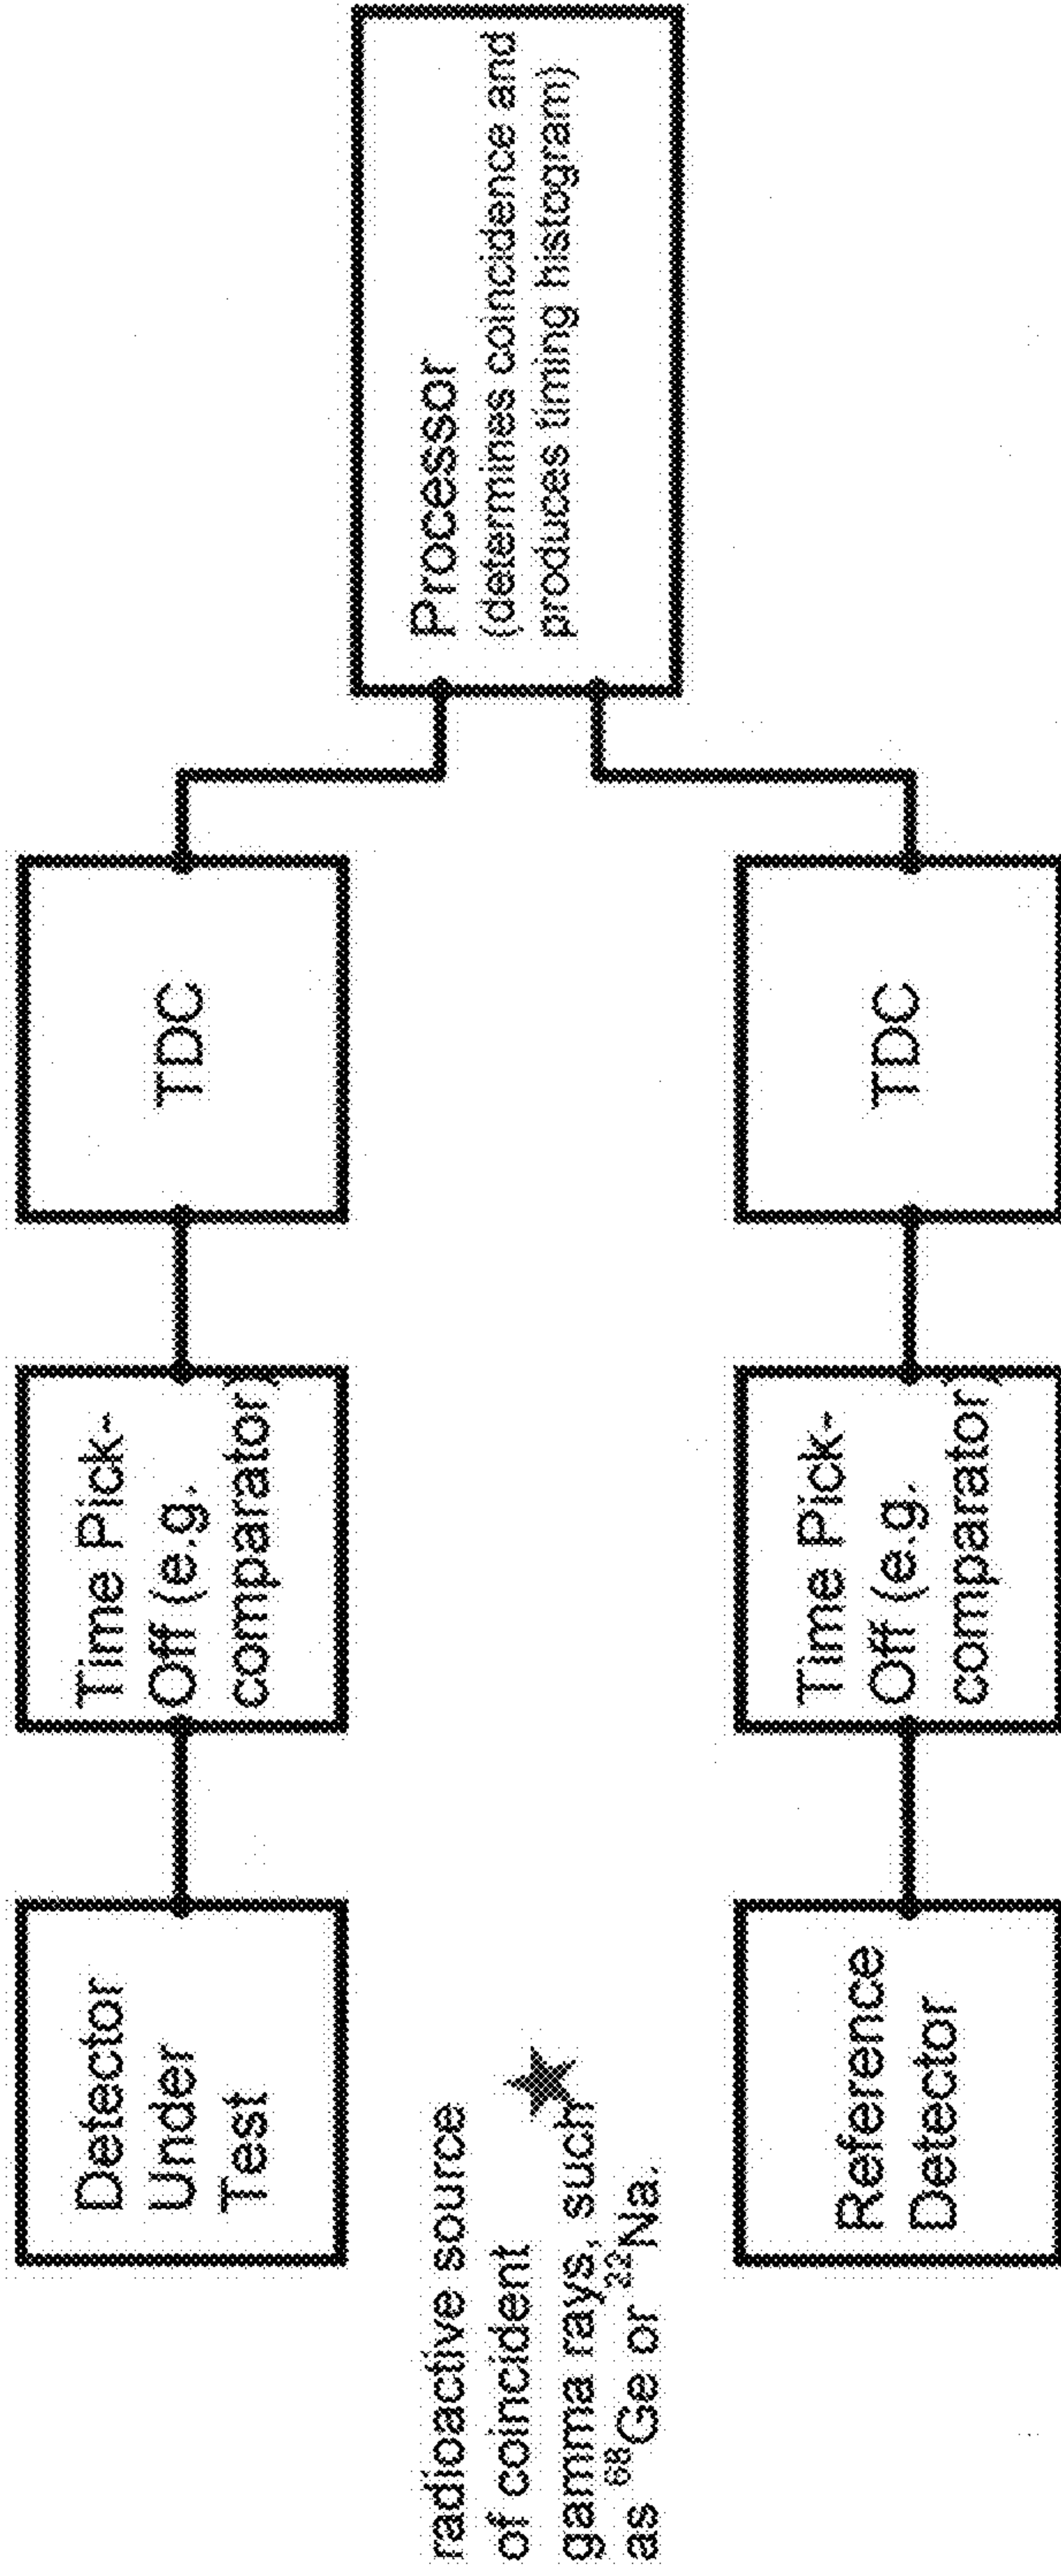 Detector
Under
Test
Time Pick-
Off (e.g.
comparator)
TDC
radioactive source
of coincident
gamma rays, such
as ⁶⁸Ge or ²²Na.
Processor
(determines coincidence and
produces timing histogram)
Reference
Detector
Time Pick-
Off (e.g.
comparator)
TDC